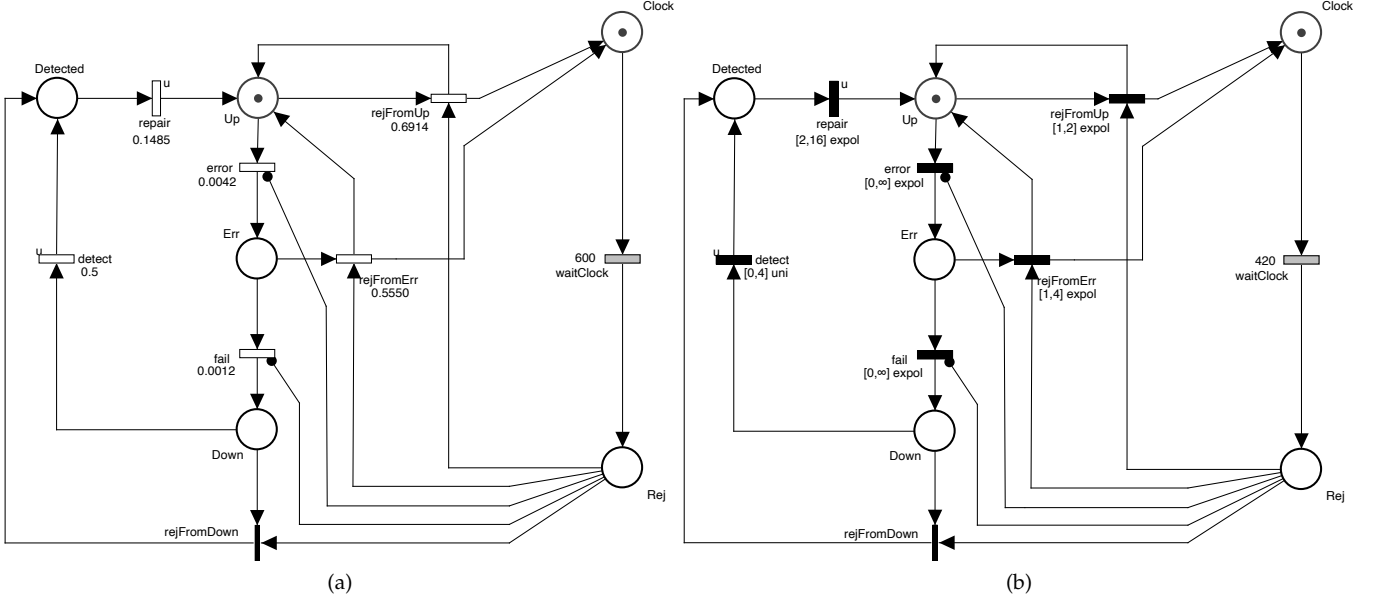 Clock
Detected
u
repair
0.1485
Up
rejFromUp
0.6914
error
0.0042
Err
u
detect
0.5
rejFromErr
0.5550
600
waitClock
fail
0.0012
Down
Rej
rejFromDown
(a)
Clock
Detected
u
repair
[2,16] expol
Up
rejFromUp
[1,2] expol
error
[0,∞] expol
Err
u
detect
[0,4] uni
rejFromErr
[1,4] expol
420
waitClock
fail
[0,∞] expol
Down
Rej
rejFromDown
(b)